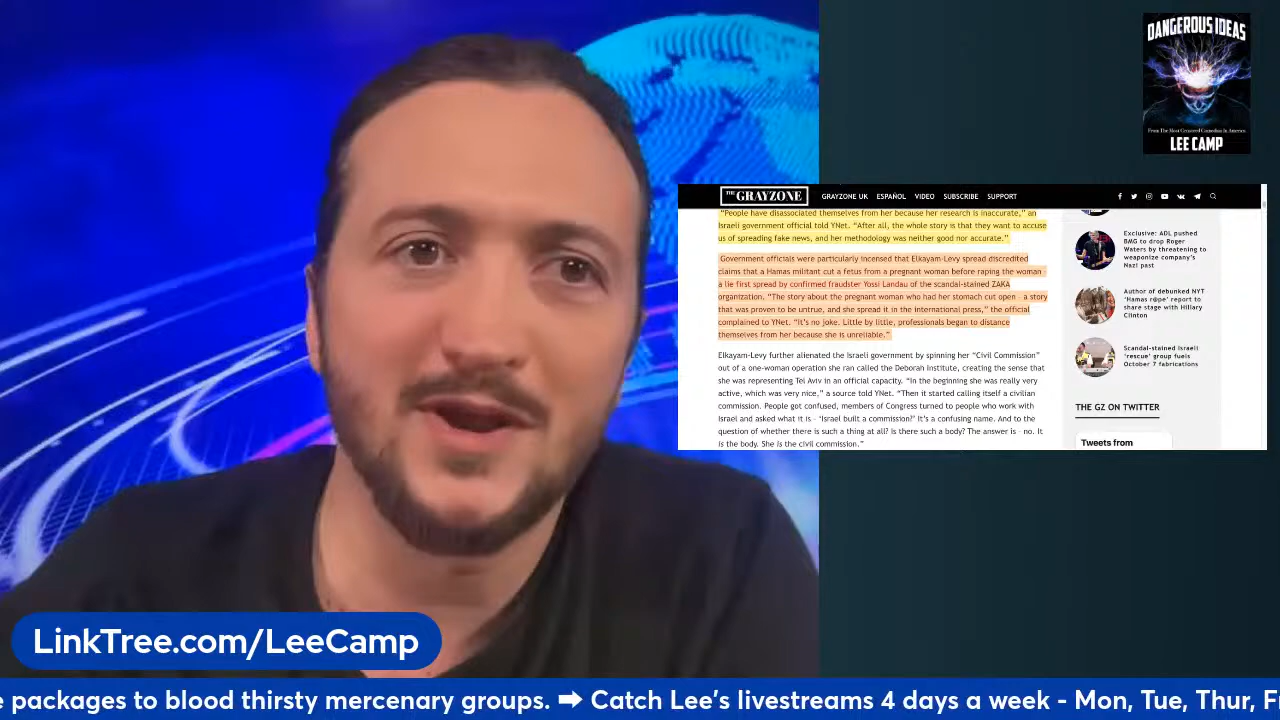 DANGEROUS IDEAS
From The Most Censored Comedian In America
LEE CAMP
THE GRAYZONE
GRAYZONE UK ESPAÑOL VIDEO SUBSCRIBE SUPPORT
“People have disassociated themselves from her because her research is inaccurate,” an
Israeli government official told YNet. “After all, the whole story is that they want to accuse
us of spreading fake news, and her methodology was neither good nor accurate.”
Government officials were particularly incensed that Elkayam-Levy spread discredited
claims that a Hamas militant cut a fetus from a pregnant woman before raping the woman –
a lie first spread by confirmed fraudster Yossi Landau of the scandal-stained ZAKA
organization. “The story about the pregnant woman who had her stomach cut open – a story
that was proven to be untrue, and she spread it in the international press,” the official
complained to YNet. “It’s no joke. Little by little, professionals began to distance
themselves from her because she is unreliable.”
Elkayam-Levy further alienated the Israeli government by spinning her “Civil Commission”
out of a one-woman operation she ran called the Deborah Institute, creating the sense that
she was representing Tel Aviv in an official capacity. “In the beginning she was really very
active, which was very nice,” a source told YNet. “Then it started calling itself a civilian
commission. People got confused, members of Congress turned to people who work with
Israel and asked what it is – ‘Israel built a commission?’ It’s a confusing name. And to the
question of whether there is such a thing at all? Is there such a body? The answer is – no. It
is the body. She is the civil commission.”
Exclusive: ADL pushed
BMG to drop Roger
Waters by threatening to
weaponize company’s
Nazi past
Author of debunked NYT
‘Hamas r@pe’ report to
share stage with Hillary
Clinton
Scandal-stained Israeli
‘rescue’ group fuels
October 7 fabrications
THE GZ ON TWITTER
Tweets from
LinkTree.com/LeeCamp
e packages to blood thirsty mercenary groups. ➡ Catch Lee’s livestreams 4 days a week - Mon, Tue, Thur, F